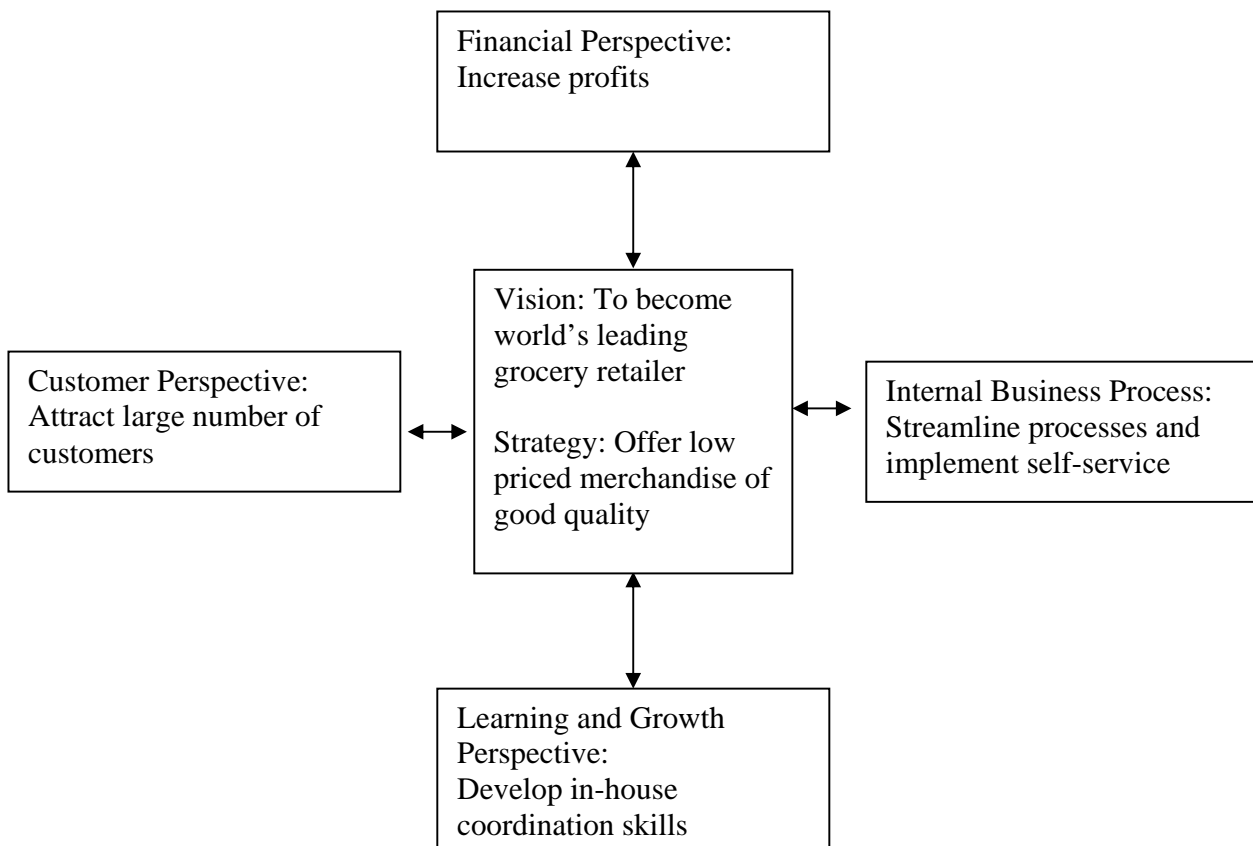 Financial Perspective:
Increase profits
Vision: To become
world’s leading
grocery retailer
Strategy: Offer low
priced merchandise of
good quality
Customer Perspective:
Attract large number of
customers
Internal Business Process:
Streamline processes and
implement self-service
Learning and Growth
Perspective:
Develop in-house
coordination skills